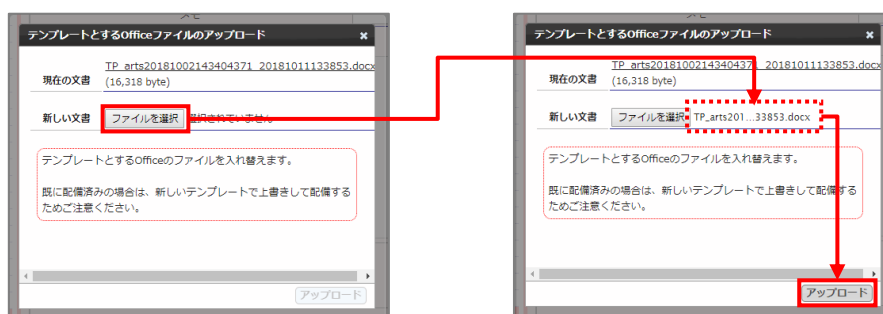 テンプレートとするOfficeファイルのアップロード ×
TP_arts20181002143404371_20181011133853.docx
現在の文書 (16,318 byte)
新しい文書 ファイルを選択 選択されていません
テンプレートとするOfficeのファイルを入れ替えます。
既に配備済みの場合は、新しいテンプレートで上書きして配備する
ためご注意ください。
アップロード
テンプレートとするOfficeファイルのアップロード ×
TP_arts20181002143404371_20181011133853.docx
現在の文書 (16,318 byte)
新しい文書 ファイルを選択 TP_arts201...33853.docx
テンプレートとするOfficeのファイルを入れ替えます。
既に配備済みの場合は、新しいテンプレートで上書きして配備する
ためご注意ください。
アップロード